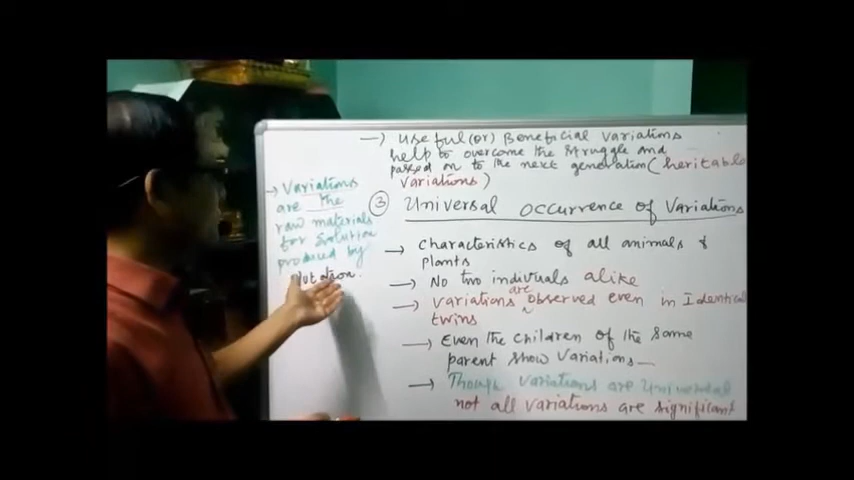 → Useful (or) Beneficial variations
help to overcome the struggle and
passed on to the next generation (heritable
variations)
→ Variations
are the
raw materials
for Evolution
produced by
Mutation.
③ Universal Occurrence of Variations
→ Characteristics of all animals &
plants
→ No two indivuals alike
→ Variations are observed even in Identical
twins
→ Even the children of the same
parent show variations
→ Though variations are Universal
not all variations are significant